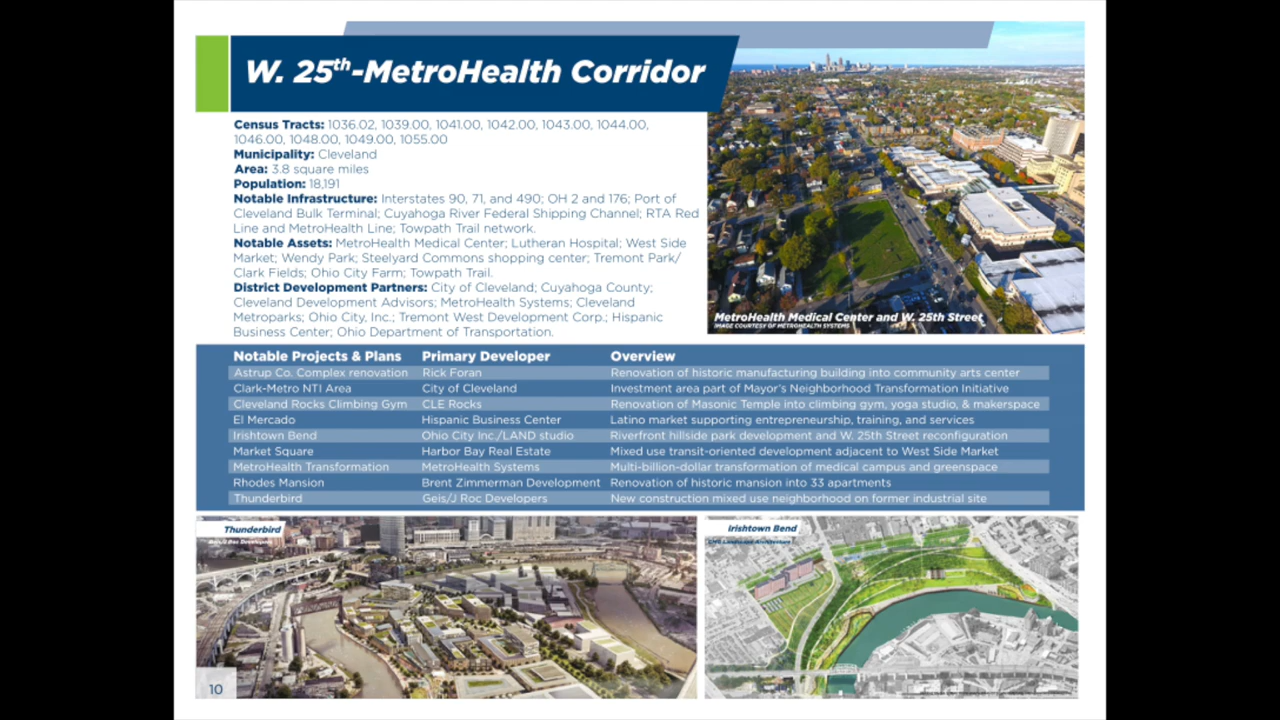 W. 25th-MetroHealth Corridor
Census Tracts: 1036.02, 1039.00, 1041.00, 1042.00, 1043.00, 1044.00,
1046.00, 1048.00, 1049.00, 1055.00
Municipality: Cleveland
Area: 3.8 square miles
Population: 18,191
Notable Infrastructure: Interstates 90, 71, and 490; OH 2 and 176; Port of
Cleveland Bulk Terminal; Cuyahoga River Federal Shipping Channel; RTA Red
Line and MetroHealth Line; Towpath Trail network.
Notable Assets: MetroHealth Medical Center; Lutheran Hospital; West Side
Market; Wendy Park; Steelyard Commons shopping center; Tremont Park/
Clark Fields; Ohio City Farm; Towpath Trail.
District Development Partners: City of Cleveland; Cuyahoga County;
Cleveland Development Advisors; MetroHealth Systems; Cleveland
Metroparks; Ohio City, Inc.; Tremont West Development Corp.; Hispanic
Business Center; Ohio Department of Transportation.
MetroHealth Medical Center and W. 25th Street
IMAGE COURTESY OF METROHEALTH SYSTEMS
Notable Projects & Plans Primary Developer Overview
Astrup Co. Complex renovation Rick Foran Renovation of historic manufacturing building into community arts center
Clark-Metro NTI Area City of Cleveland Investment area part of Mayor's Neighborhood Transformation Initiative
Cleveland Rocks Climbing Gym CLE Rocks Renovation of Masonic Temple into climbing gym, yoga studio, & makerspace
El Mercado Hispanic Business Center Latino market supporting entrepreneurship, training, and services
Irishtown Bend Ohio City Inc./LAND studio Riverfront hillside park development and W. 25th Street reconfiguration
Market Square Harbor Bay Real Estate Mixed use transit-oriented development adjacent to West Side Market
MetroHealth Transformation MetroHealth Systems Multi-billion-dollar transformation of medical campus and greenspace
Rhodes Mansion Brent Zimmerman Development Renovation of historic mansion into 33 apartments
Thunderbird Geis/J Roc Developers New construction mixed use neighborhood on former industrial site
Thunderbird
Irishtown Bend
Landscape Architecture
10